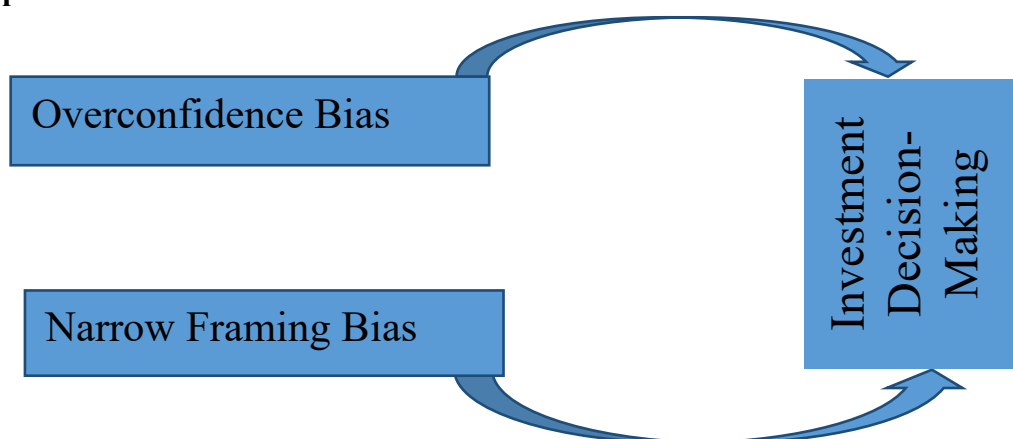 Overconfidence Bias
Narrow Framing Bias
Investment
Decision-
Making